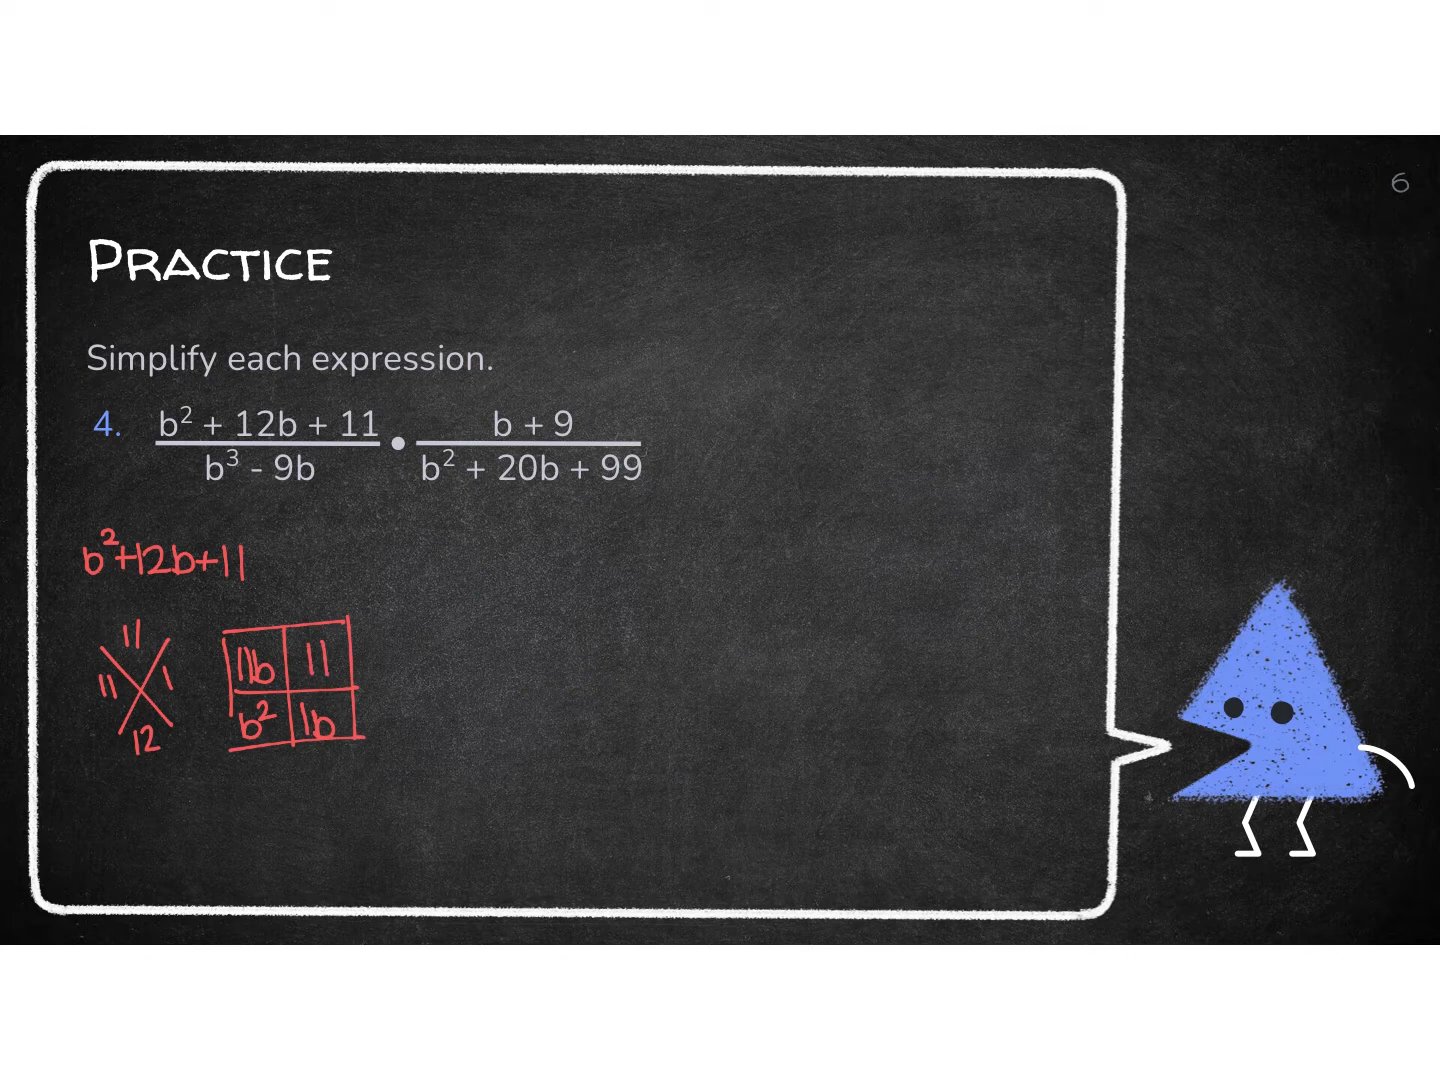 6
PRACTICE
Simplify each expression.
4. b² + 12b + 11 b + 9
b³ - 9b b² + 20b + 99
b²+12b+11
11
11 1
12
11b 11
b² 1b